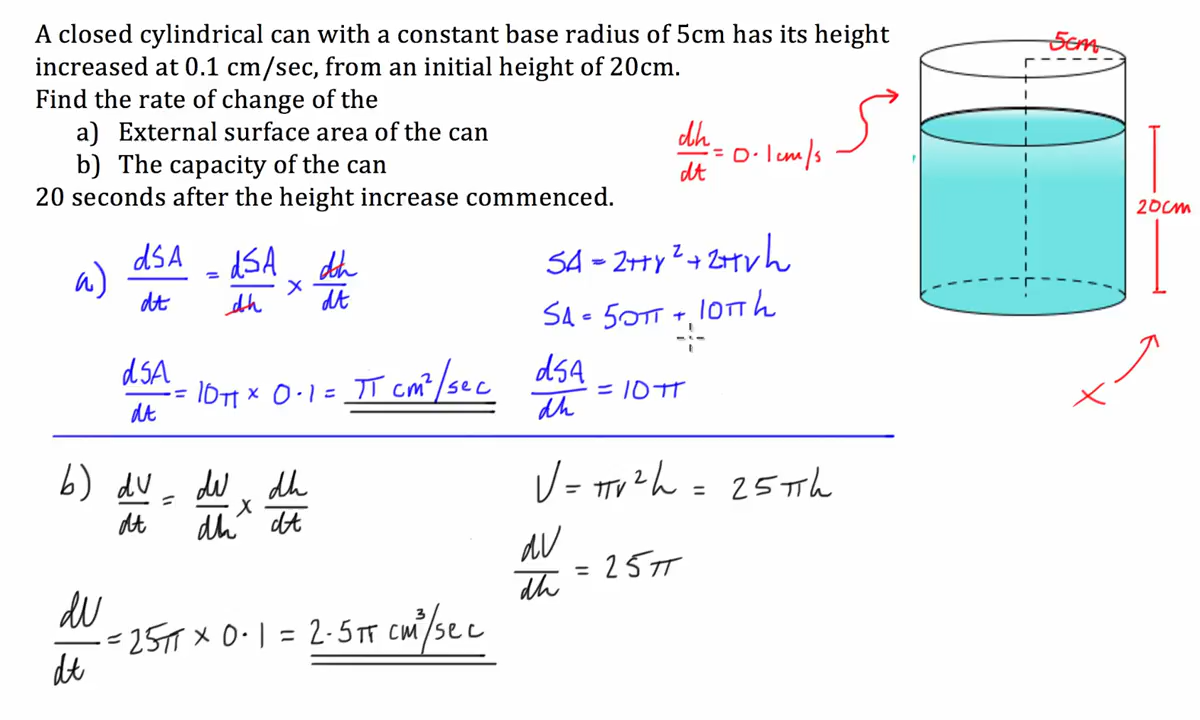 A closed cylindrical can with a constant base radius of 5cm has its height
increased at 0.1 cm/sec, from an initial height of 20cm.
Find the rate of change of the
a) External surface area of the can
b) The capacity of the can
20 seconds after the height increase commenced.
5cm
dh/dt = 0.1cm/s
20cm
x
a) dSA/dt = dSA/dh × dh/dt
SA = 2πr² + 2πrh
SA = 50π + 10πh
dSA/dt = 10π × 0.1 = π cm²/sec
dSA/dh = 10π
b) dV/dt = dV/dh × dh/dt
V = πr²h = 25πh
dV/dh = 25π
dV/dt = 25π × 0.1 = 2.5π cm³/sec